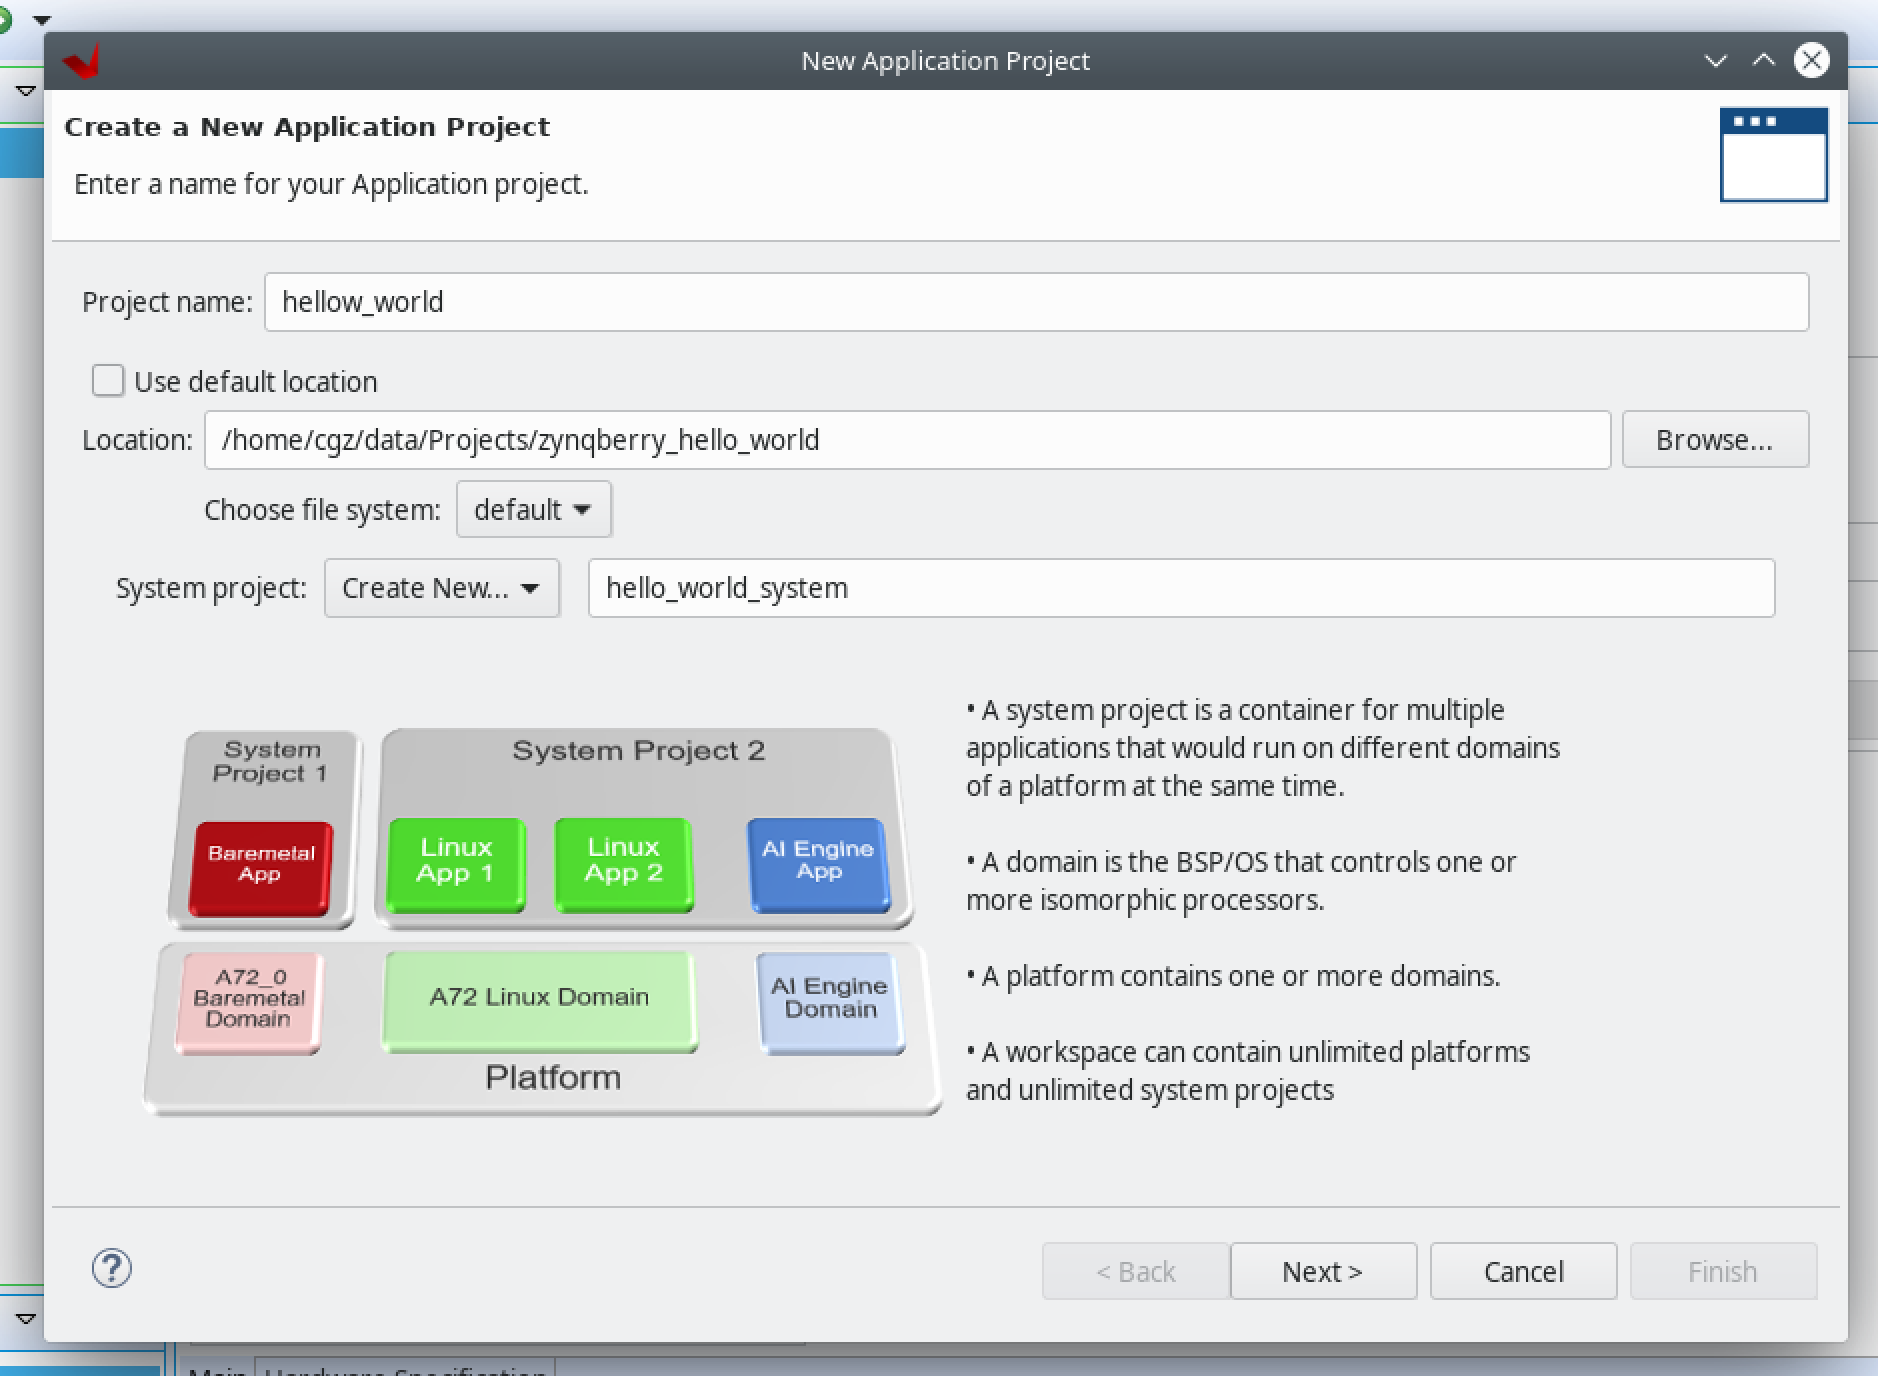 New Application Project
Create a New Application Project
Enter a name for your Application project.
Project name: hellow_world
Use default location
Location: /home/cgz/data/Projects/zynqberry_hello_world Browse...
Choose file system: default
System project: Create New... hello_world_system
System
Project 1
System Project 2
Baremetal
App
Linux
App 1
Linux
App 2
AI Engine
App
A72_0
Baremetal
Domain
A72 Linux Domain
AI Engine
Domain
Platform
• A system project is a container for multiple
applications that would run on different domains
of a platform at the same time.
• A domain is the BSP/OS that controls one or
more isomorphic processors.
• A platform contains one or more domains.
• A workspace can contain unlimited platforms
and unlimited system projects
? < Back Next > Cancel Finish
Main Hardware Specification